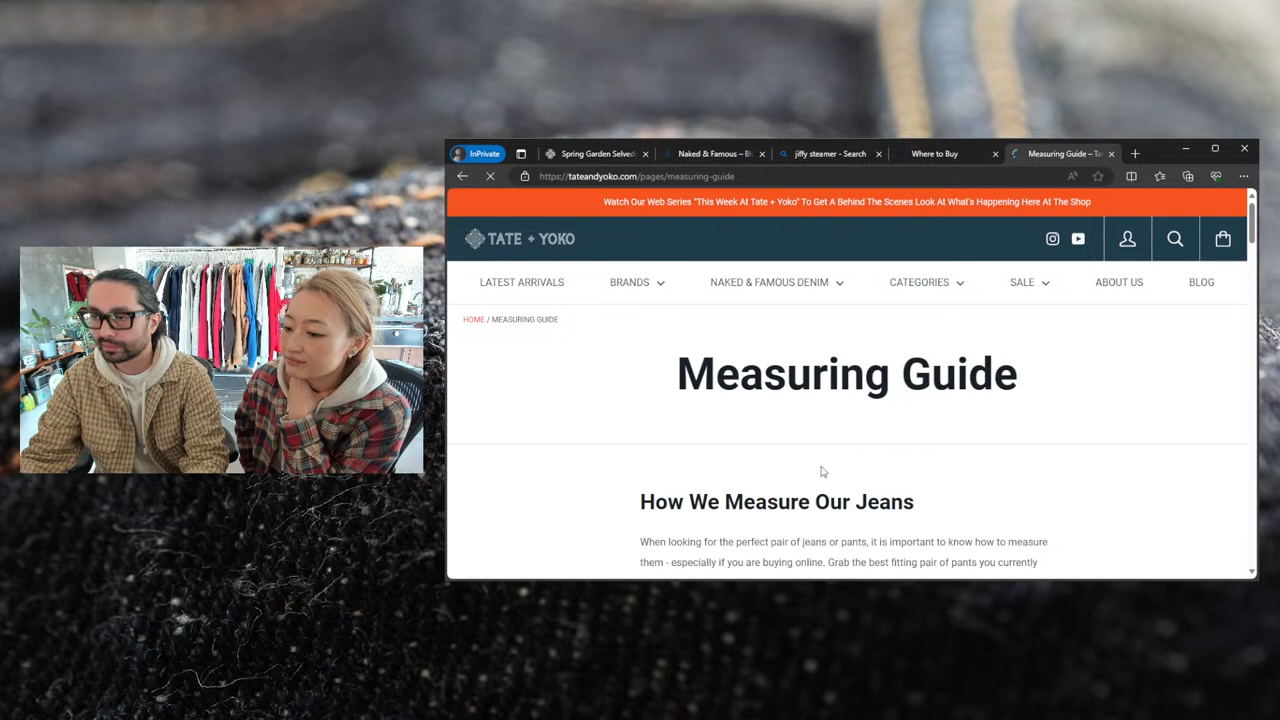 InPrivate
Spring Garden Selved
Naked & Famous – Bl
jiffy steamer - Search
Where to Buy
Measuring Guide – Ta
https://tateandyoko.com/pages/measuring-guide
Watch Our Web Series "This Week At Tate + Yoko" To Get A Behind The Scenes Look At What's Happening Here At The Shop
TATE + YOKO
LATEST ARRIVALS
BRANDS
NAKED & FAMOUS DENIM
CATEGORIES
SALE
ABOUT US
BLOG
HOME / MEASURING GUIDE
Measuring Guide
How We Measure Our Jeans
When looking for the perfect pair of jeans or pants, it is important to know how to measure
them - especially if you are buying online. Grab the best fitting pair of pants you currently